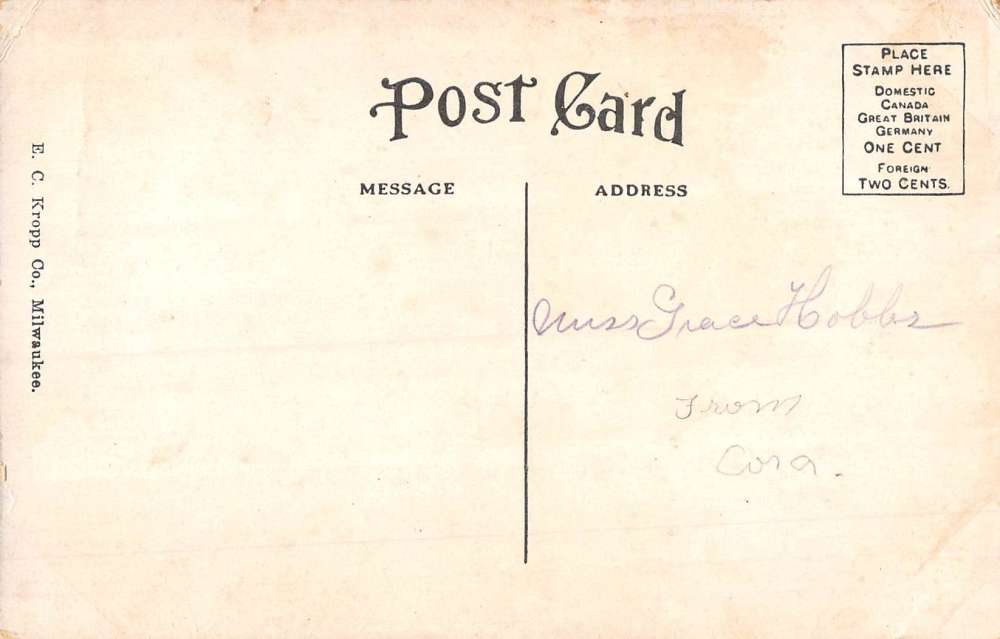 Post Card
PLACE
STAMP HERE
DOMESTIC
CANADA
GREAT BRITAIN
GERMANY
ONE CENT
FOREIGN
TWO CENTS.
MESSAGE
ADDRESS
E. C. Kropp Co., Milwaukee.
Miss Grace Hobbs
From
Cora.